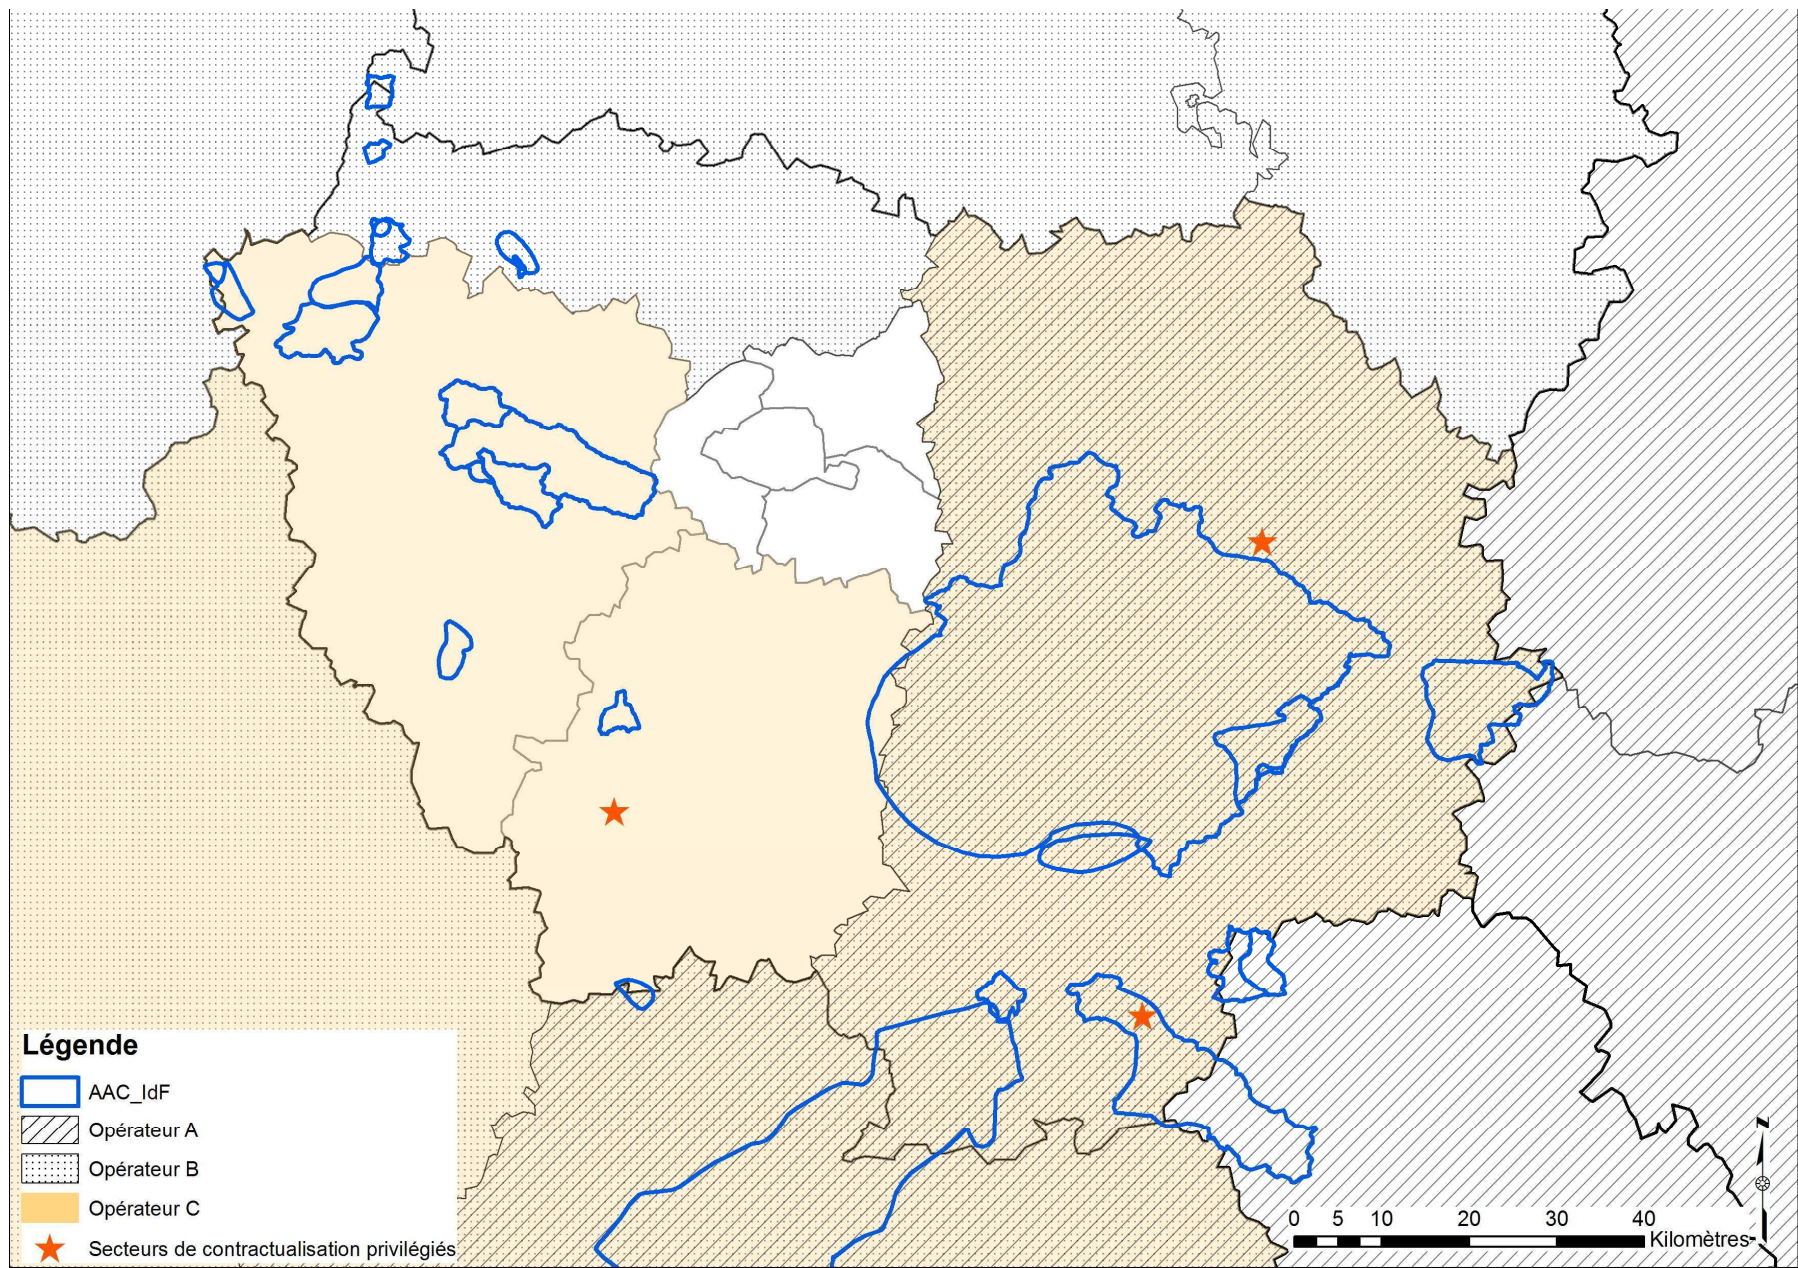 Légende
AAC_IdF
Opérateur A
Opérateur B
Opérateur C
Secteurs de contractualisation privilégiés
N
0 5 10 20 30 40
Kilomètres